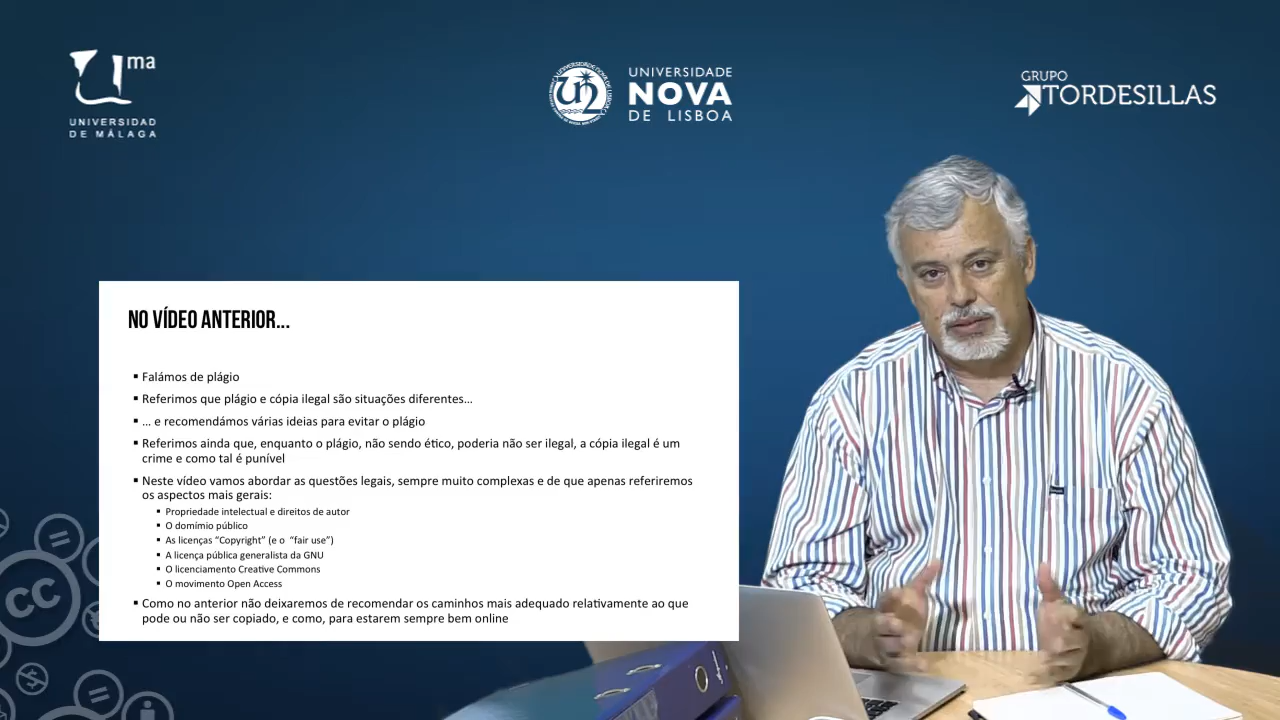 uma
UNIVERSIDAD
DE MÁLAGA
UNIVERSIDADE
NOVA
DE LISBOA
GRUPO
TORDESILLAS
NO VÍDEO ANTERIOR...
▪ Falámos de plágio
▪ Referimos que plágio e cópia ilegal são situações diferentes...
▪ ... e recomendámos várias ideias para evitar o plágio
▪ Referimos ainda que, enquanto o plágio, não sendo ético, poderia não ser ilegal, a cópia ilegal é um
crime e como tal é punível
▪ Neste vídeo vamos abordar as questões legais, sempre muito complexas e de que apenas referiremos
os aspectos mais gerais:
▪ Propriedade intelectual e direitos de autor
▪ O domímio público
▪ As licenças “Copyright” (e o “fair use”)
▪ A licença pública generalista da GNU
▪ O licenciamento Creative Commons
▪ O movimento Open Access
▪ Como no anterior não deixaremos de recomendar os caminhos mais adequado relativamente ao que
pode ou não ser copiado, e como, para estarem sempre bem online
cc